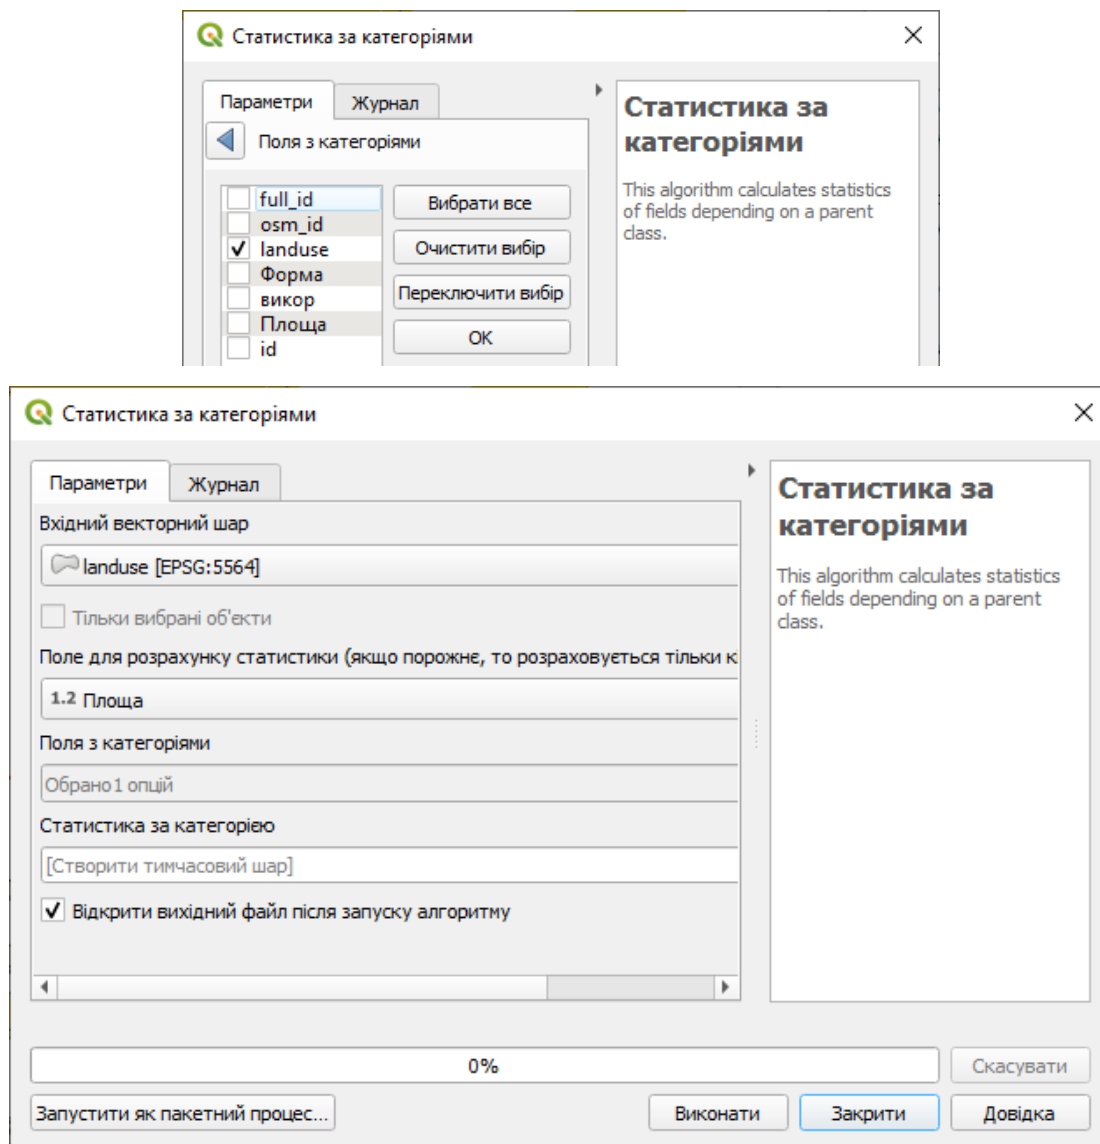 Статистика за категоріями
Параметри
Журнал
Поля з категоріями
full_id
osm_id
landuse
Форма
викор
Площа
id
Вибрати все
Очистити вибір
Переключити вибір
OK
Статистика за
категоріями
This algorithm calculates statistics
of fields depending on a parent
class.
Статистика за категоріями
Параметри
Журнал
Вхідний векторний шар
landuse [EPSG:5564]
Тільки вибрані об'єкти
Поле для розрахунку статистики (якщо порожнє, то розраховується тільки кі
1.2 Площа
Поля з категоріями
Обрано1 опцій
Статистика за категорією
[Створити тимчасовий шар]
Відкрити вихідний файл після запуску алгоритму
Статистика за
категоріями
This algorithm calculates statistics
of fields depending on a parent
class.
0%
Скасувати
Запустити як пакетний процес...
Виконати
Закрити
Довідка